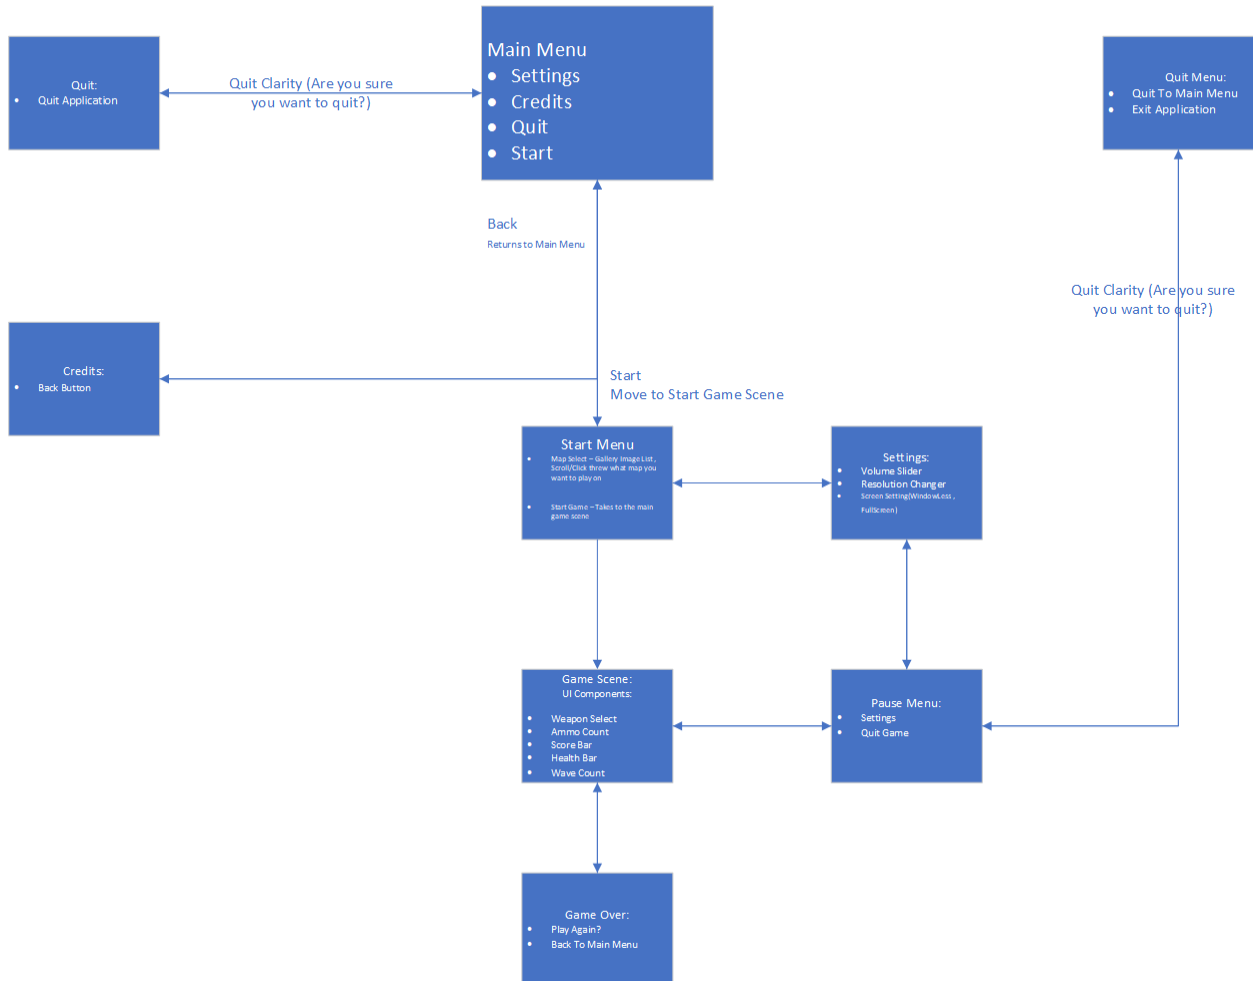 Main Menu
• Settings
• Credits
• Quit
• Start
Quit:
• Quit Application
Quit Clarity (Are you sure
you want to quit?)
Quit Menu:
• Quit To Main Menu
• Exit Application
Back
Returns to Main Menu
Quit Clarity (Are you sure
you want to quit?)
Credits:
• Back Button
Start
Move to Start Game Scene
Start Menu
• Map Select – Gallery Image List,
Scroll/Click threw what map you
want to play on
• Start Game – Takes to the main
game scene
Settings:
• Volume Slider
• Resolution Changer
• Screen Setting(WindowLess,
FullScreen)
Game Scene:
UI Components:
• Weapon Select
• Ammo Count
• Score Bar
• Health Bar
• Wave Count
Pause Menu:
• Settings
• Quit Game
Game Over:
• Play Again?
• Back To Main Menu